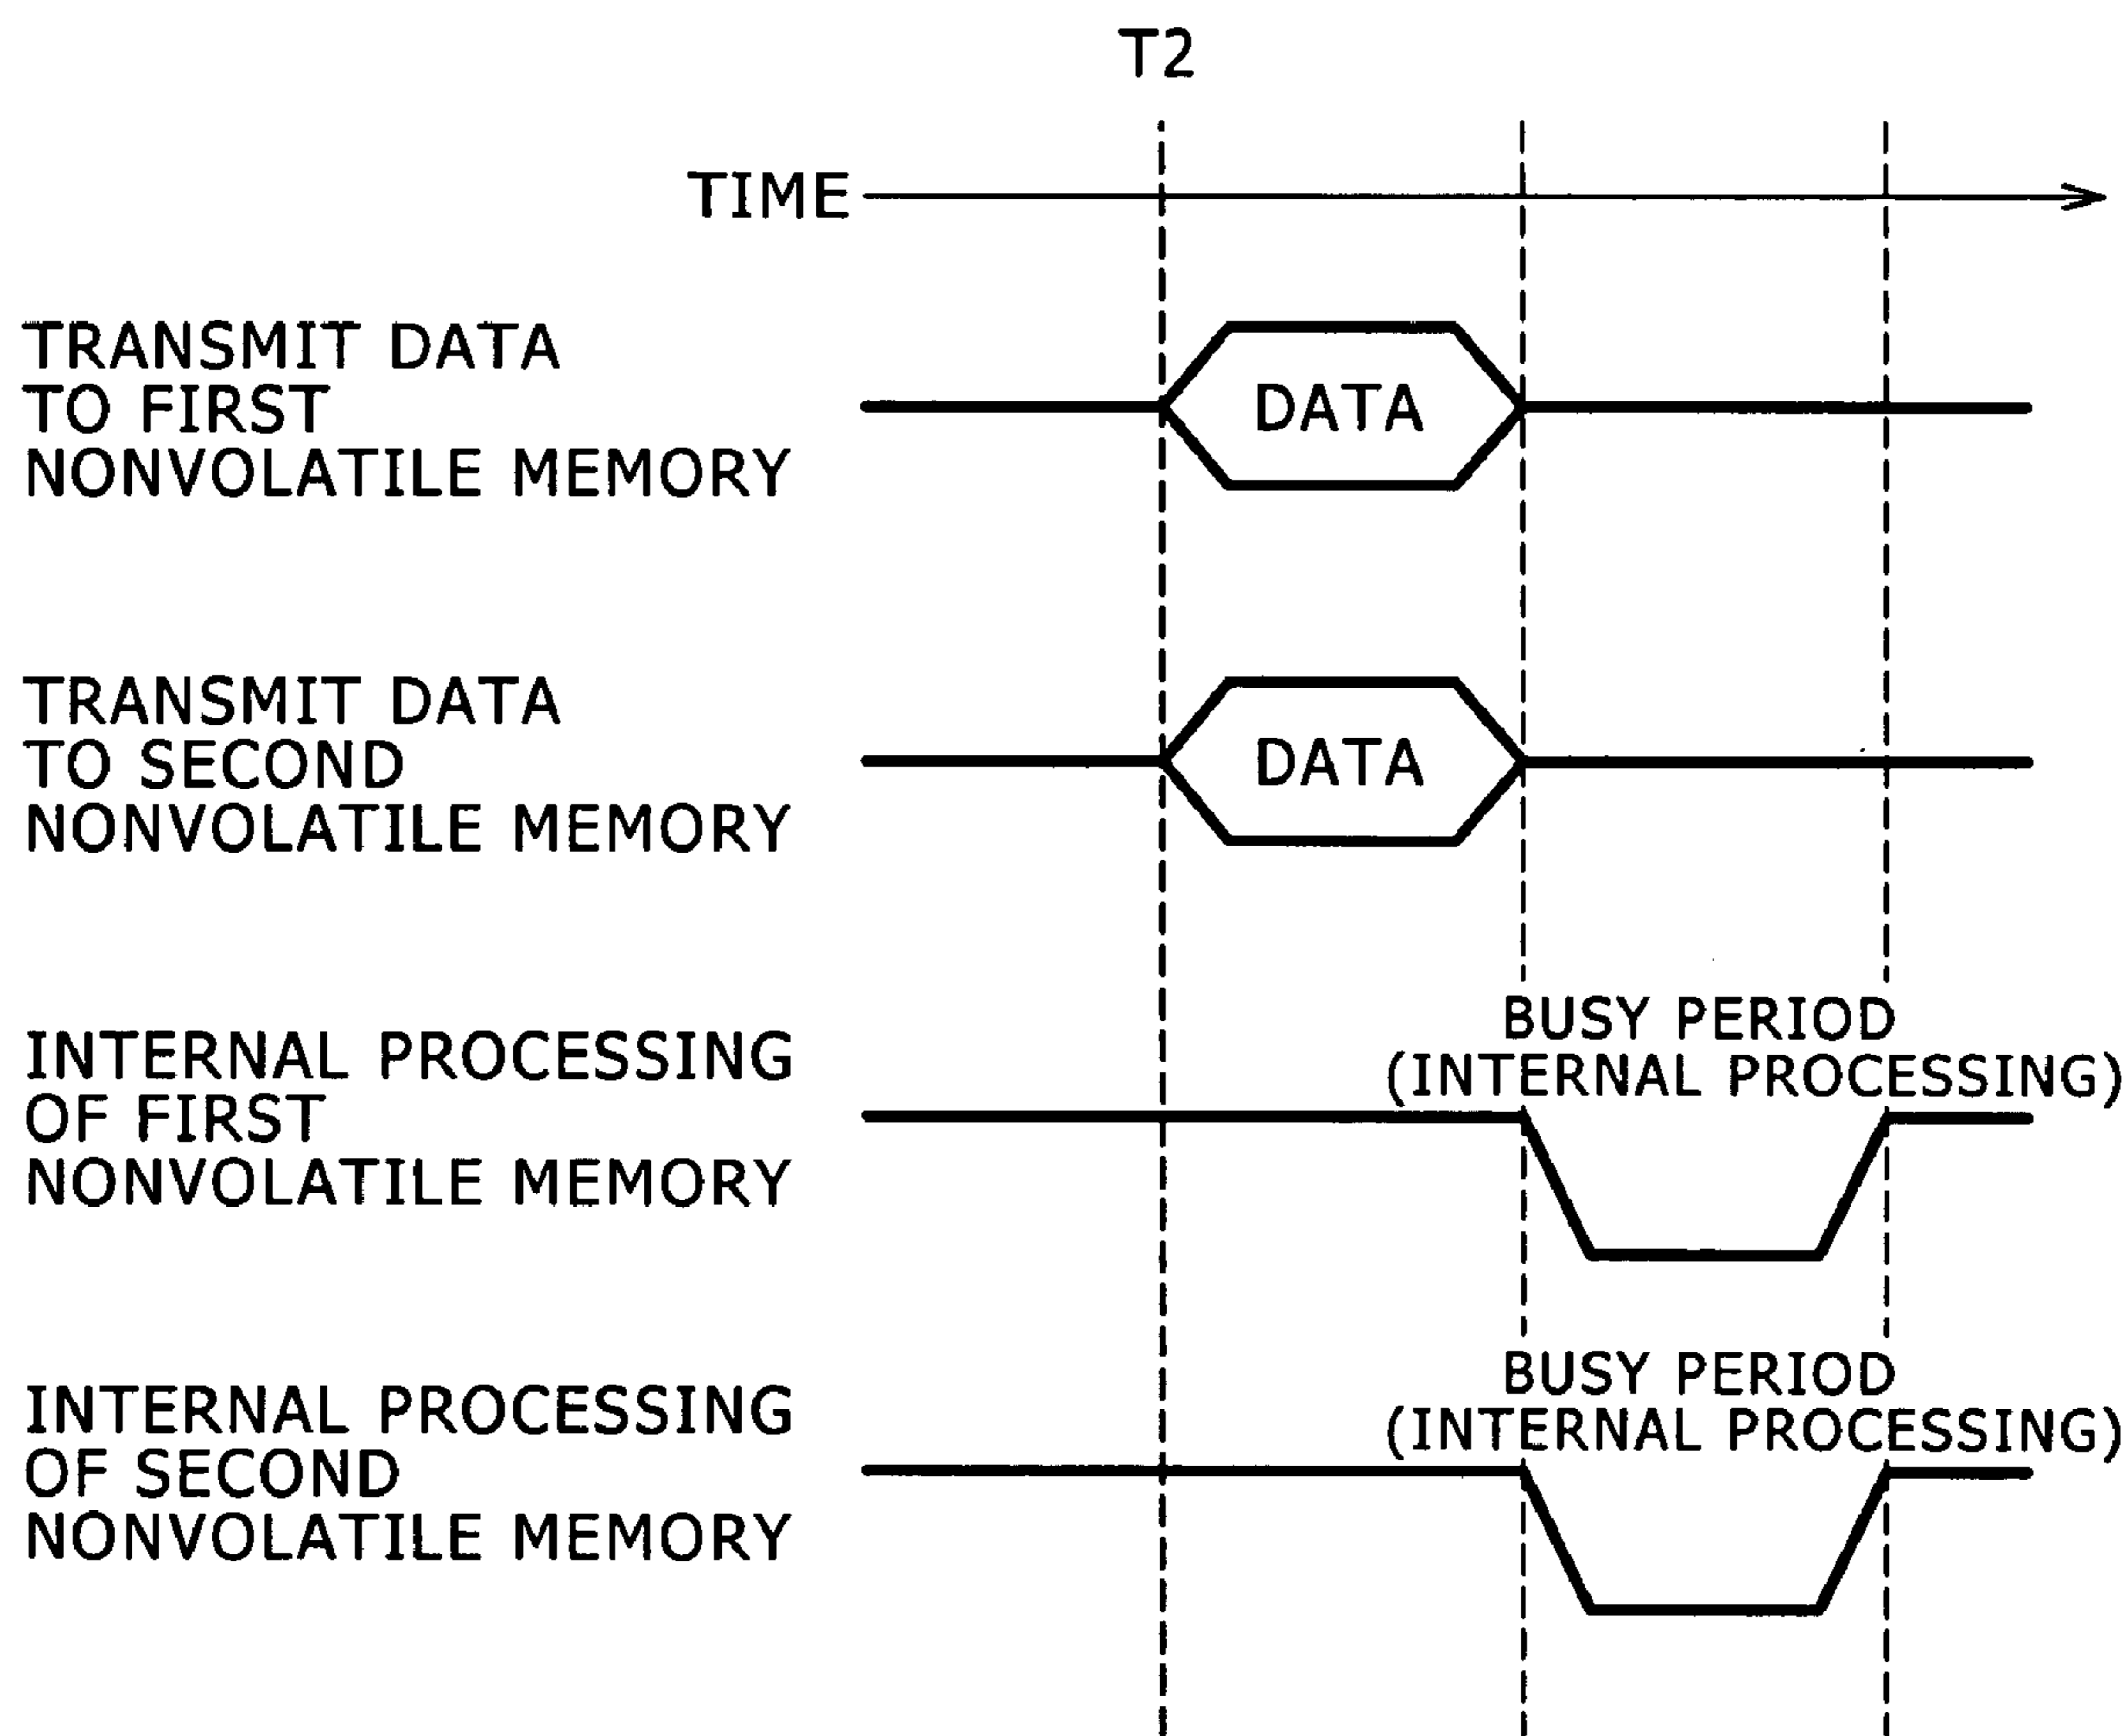 T2
TIME
TRANSMIT DATA
TO FIRST
NONVOLATILE MEMORY
DATA
TRANSMIT DATA
TO SECOND
NONVOLATILE MEMORY
DATA
INTERNAL PROCESSING
OF FIRST
NONVOLATILE MEMORY
BUSY PERIOD
(INTERNAL PROCESSING)
INTERNAL PROCESSING
OF SECOND
NONVOLATILE MEMORY
BUSY PERIOD
(INTERNAL PROCESSING)